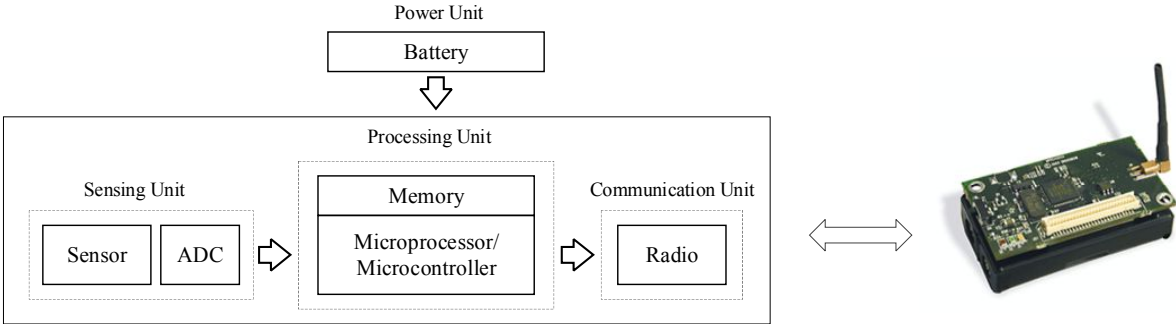 Power Unit
Battery
Processing Unit
Sensing Unit
Communication Unit
Memory
Sensor
ADC
Microprocessor/
Microcontroller
Radio